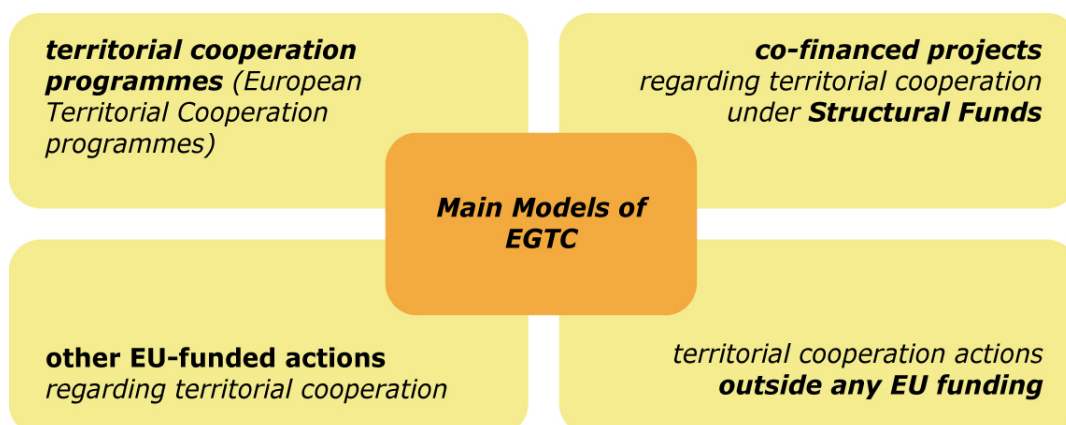 territorial cooperation
programmes (European
Territorial Cooperation
programmes)
co-financed projects
regarding territorial cooperation
under Structural Funds
Main Models of
EGTC
other EU-funded actions
regarding territorial cooperation
territorial cooperation actions
outside any EU funding